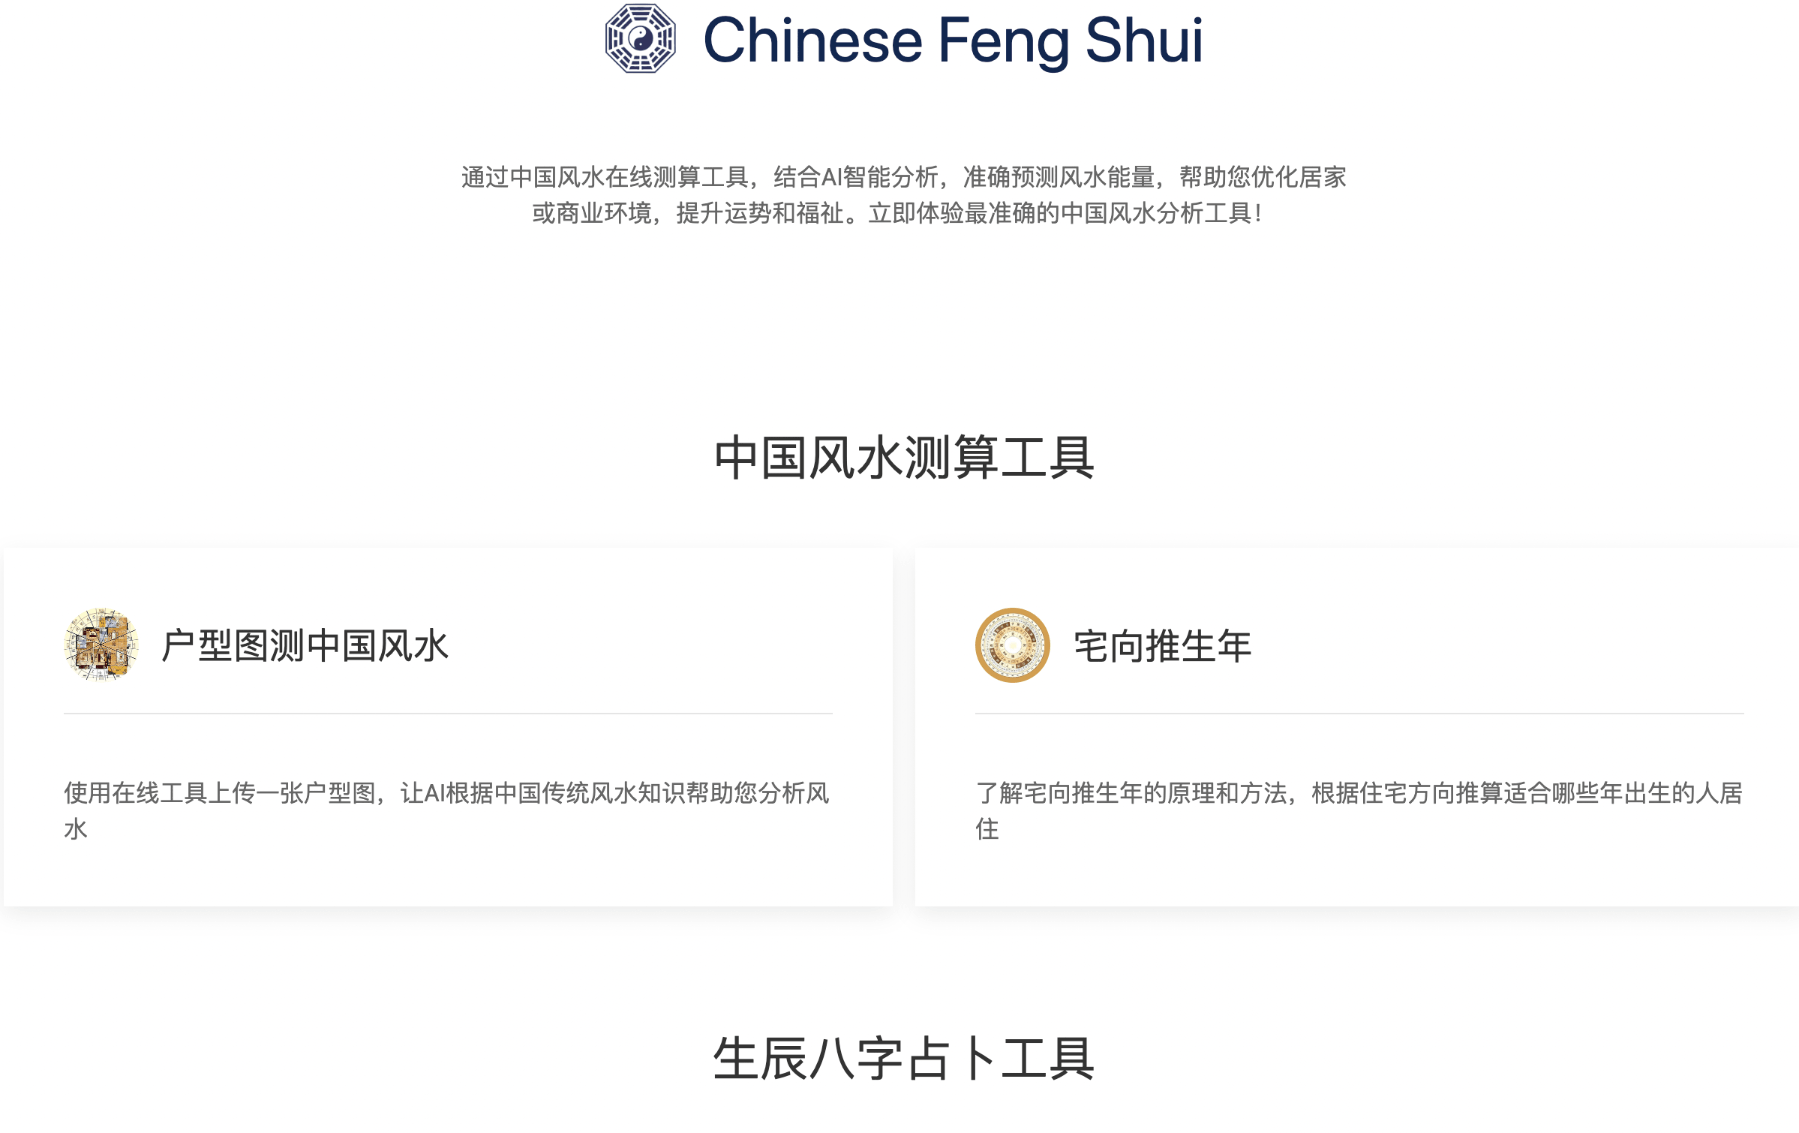 Chinese Feng Shui
通过中国风水在线测算工具，结合AI智能分析，准确预测风水能量，帮助您优化居家
或商业环境，提升运势和福祉。立即体验最准确的中国风水分析工具！
中国风水测算工具
户型图测中国风水
使用在线工具上传一张户型图，让AI根据中国传统风水知识帮助您分析风
水
宅向推生年
了解宅向推生年的原理和方法，根据住宅方向推算适合哪些年出生的人居
住
生辰八字占卜工具